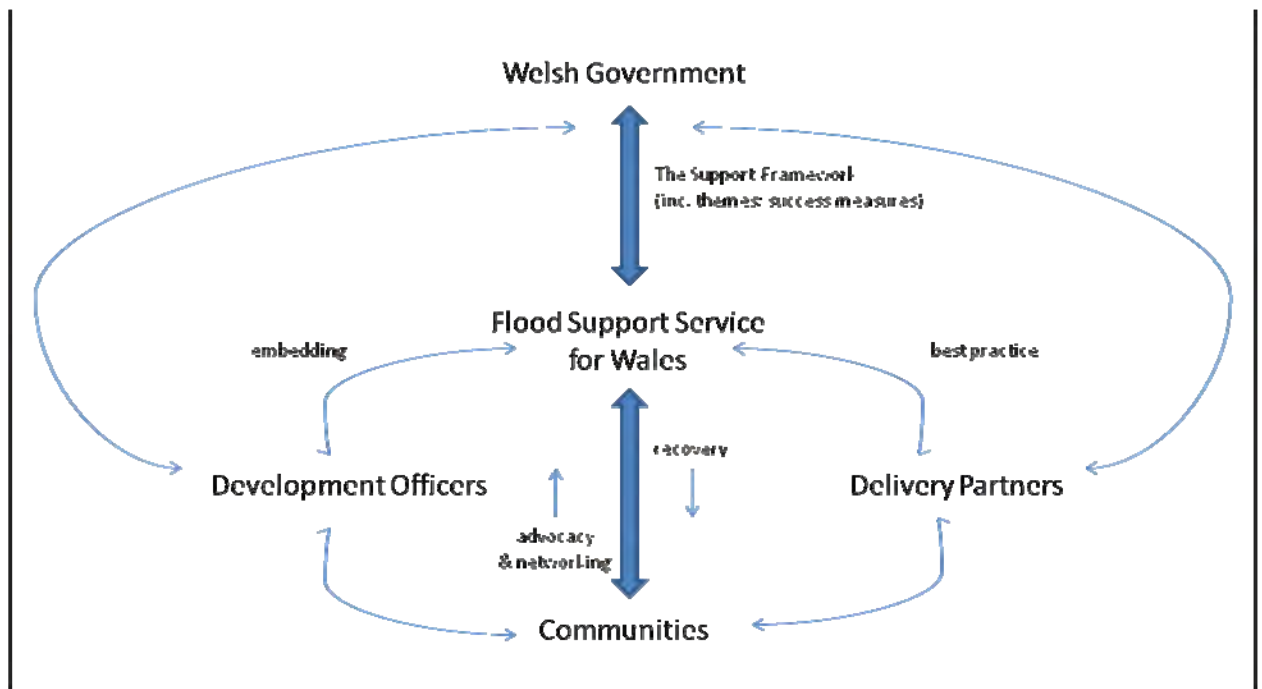 Welsh Government
The Support Framework
(inc. themes: success measures)
Flood Support Service
for Wales
embedding
best practice
recovery
Development Officers
Delivery Partners
advocacy
& networking
Communities